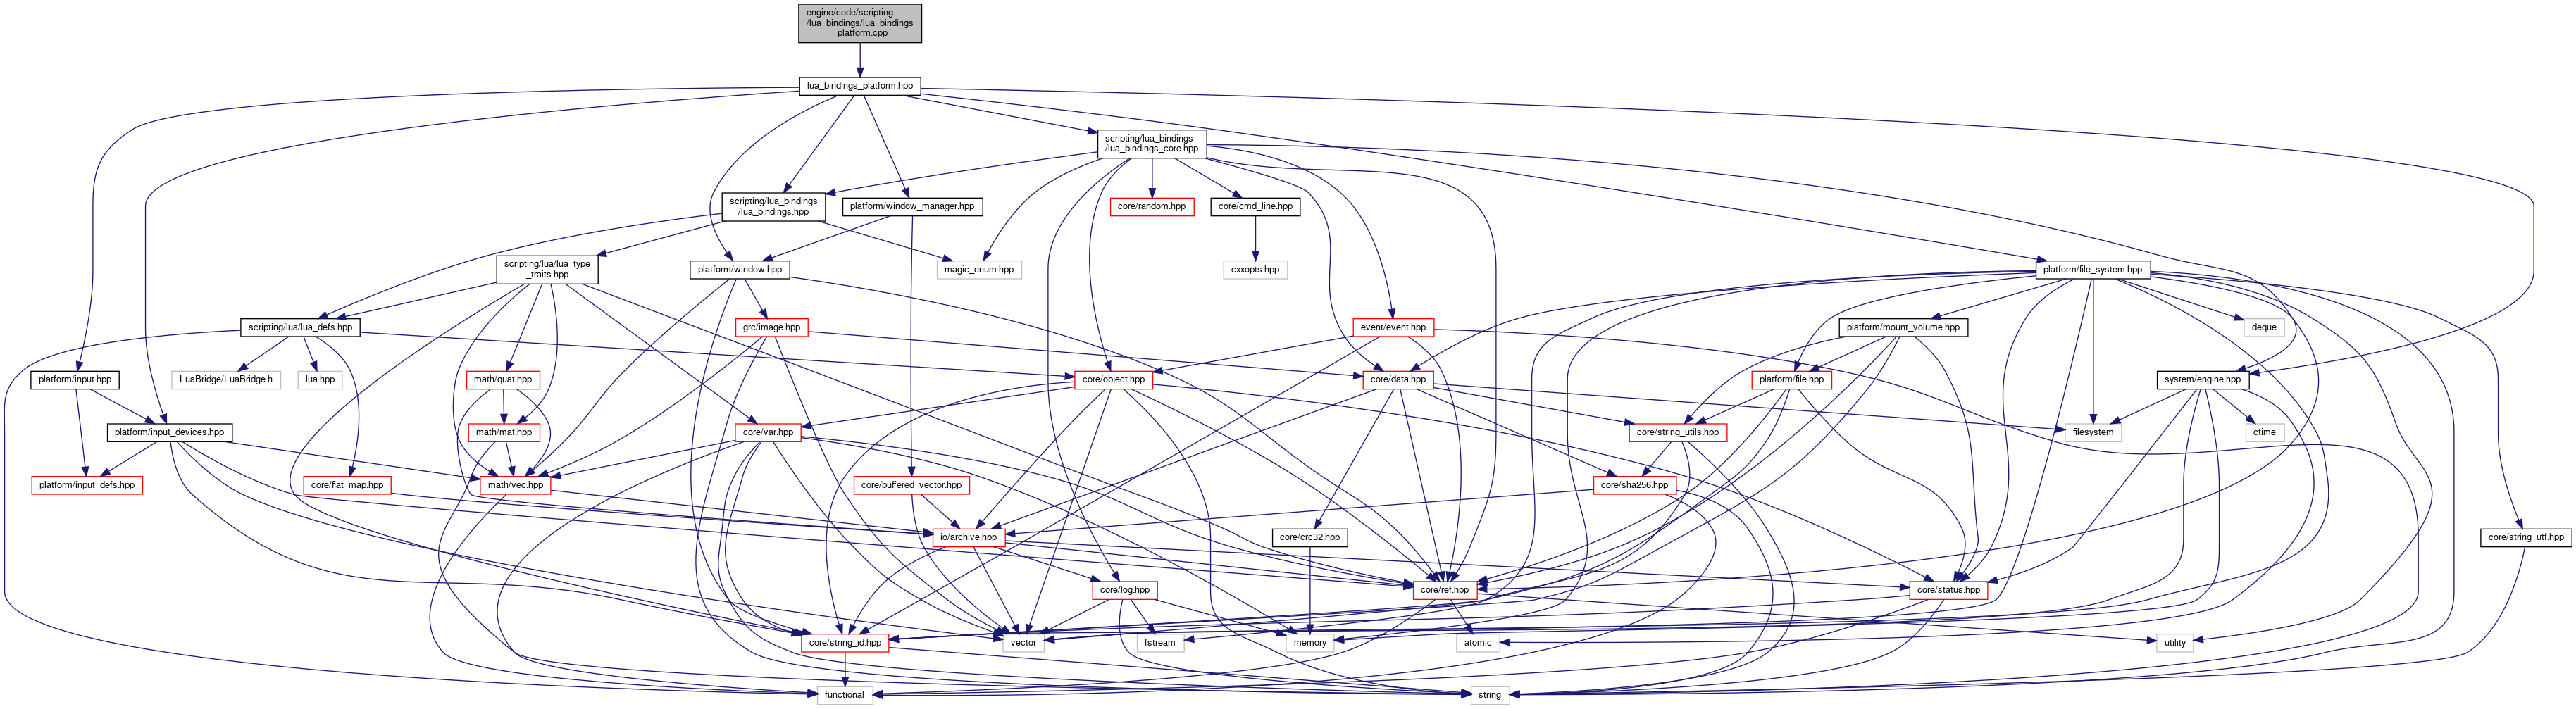 engine/code/scripting
/lua_bindings/lua_bindings
_platform.cpp
lua_bindings_platform.hpp
scripting/lua_bindings
/lua_bindings_core.hpp
scripting/lua_bindings
/lua_bindings.hpp
platform/window_manager.hpp
core/random.hpp
core/cmd_line.hpp
scripting/lua/lua_type
_traits.hpp
platform/window.hpp
magic_enum.hpp
cxxopts.hpp
platform/file_system.hpp
scripting/lua/lua_defs.hpp
grc/image.hpp
event/event.hpp
platform/mount_volume.hpp
deque
platform/input.hpp
LuaBridge/LuaBridge.h
lua.hpp
math/quat.hpp
core/object.hpp
core/data.hpp
platform/file.hpp
system/engine.hpp
platform/input_devices.hpp
math/mat.hpp
core/var.hpp
core/string_utils.hpp
filesystem
ctime
platform/input_defs.hpp
core/flat_map.hpp
math/vec.hpp
core/buffered_vector.hpp
core/sha256.hpp
io/archive.hpp
core/crc32.hpp
core/string_utf.hpp
core/log.hpp
core/ref.hpp
core/status.hpp
core/string_id.hpp
vector
fstream
memory
atomic
utility
functional
string